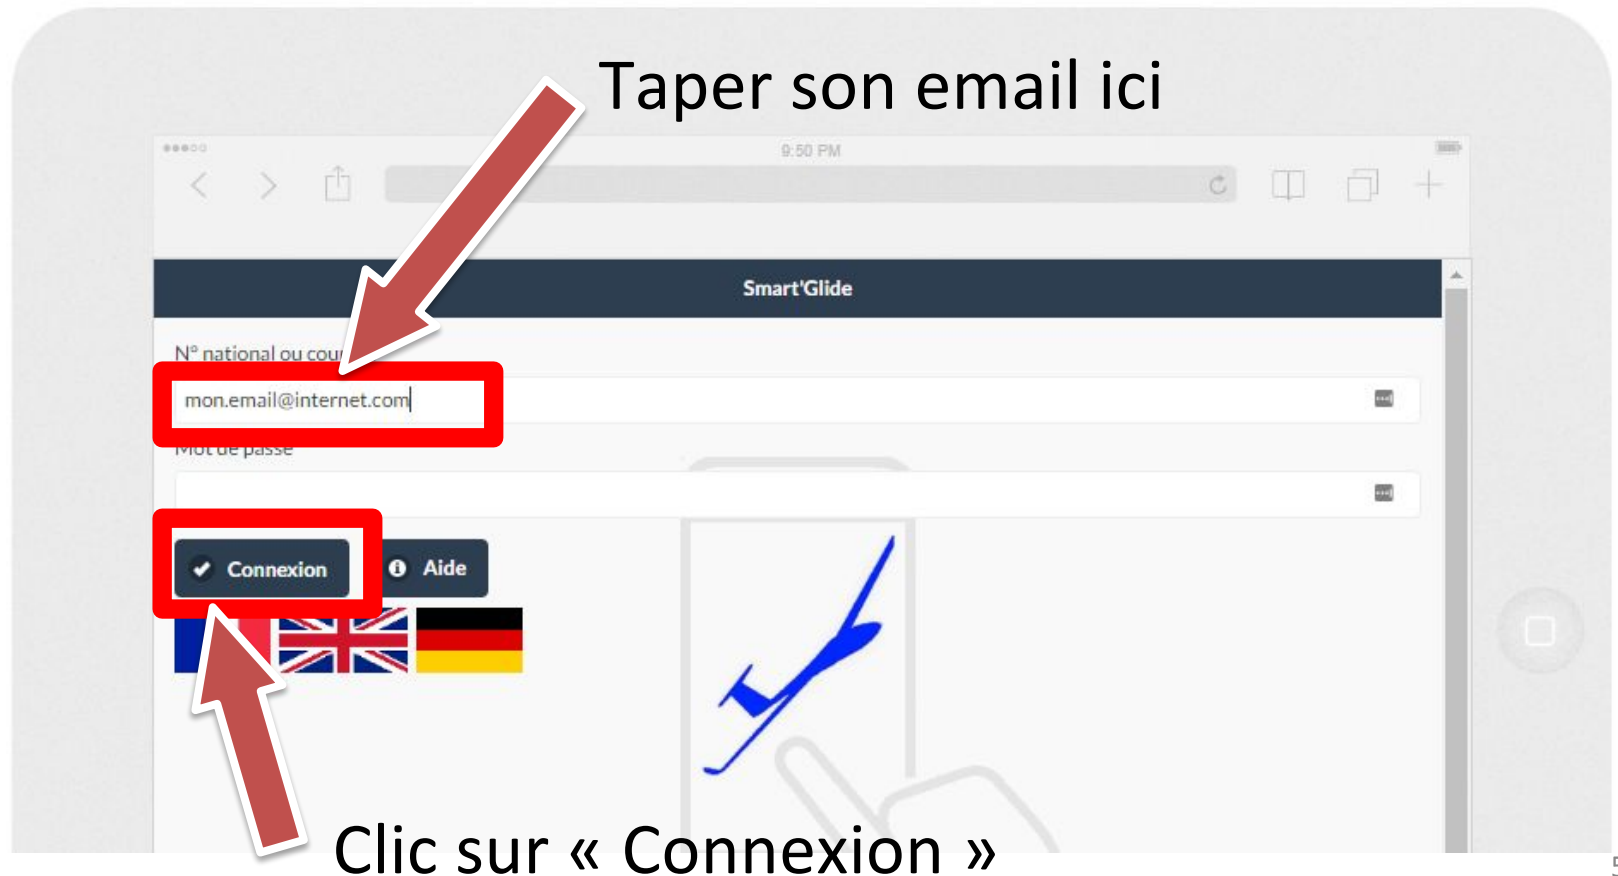 Taper son email ici
9:50 PM
Smart'Glide
N° national ou
mon.email@internet.com
Mot de passe
Connexion
Aide
Clic sur « Connexion »